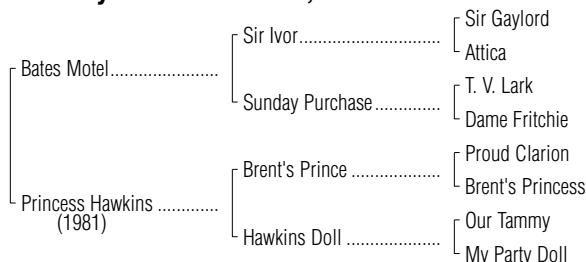 Sir Gaylord
Sir Ivor................................
Attica
Bates Motel........................
T. V. Lark
Sunday Purchase...............
Dame Fritchie
Proud Clarion
Brent's Prince ....................
Brent's Princess
Princess Hawkins .............
(1981)
Our Tammy
Hawkins Doll .....................
My Party Doll